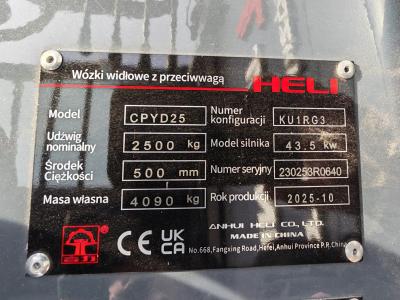 Wózki widłowe z przeciwwagą HELI
Model CPYD25 Numer konfiguracji KU1RG3
Udźwig nominalny 2500 kg Model silnika 43.5 kw
Środek Ciężkości 500 mm Numer seryjny 230253R0640
Masa własna 4090 kg Rok produkcji 2025-10
ANHUI HELI CO., LTD.
MADE IN CHINA
CE UK CA No.668, Fangxing Road, Hefei, Anhui Province P.R.China